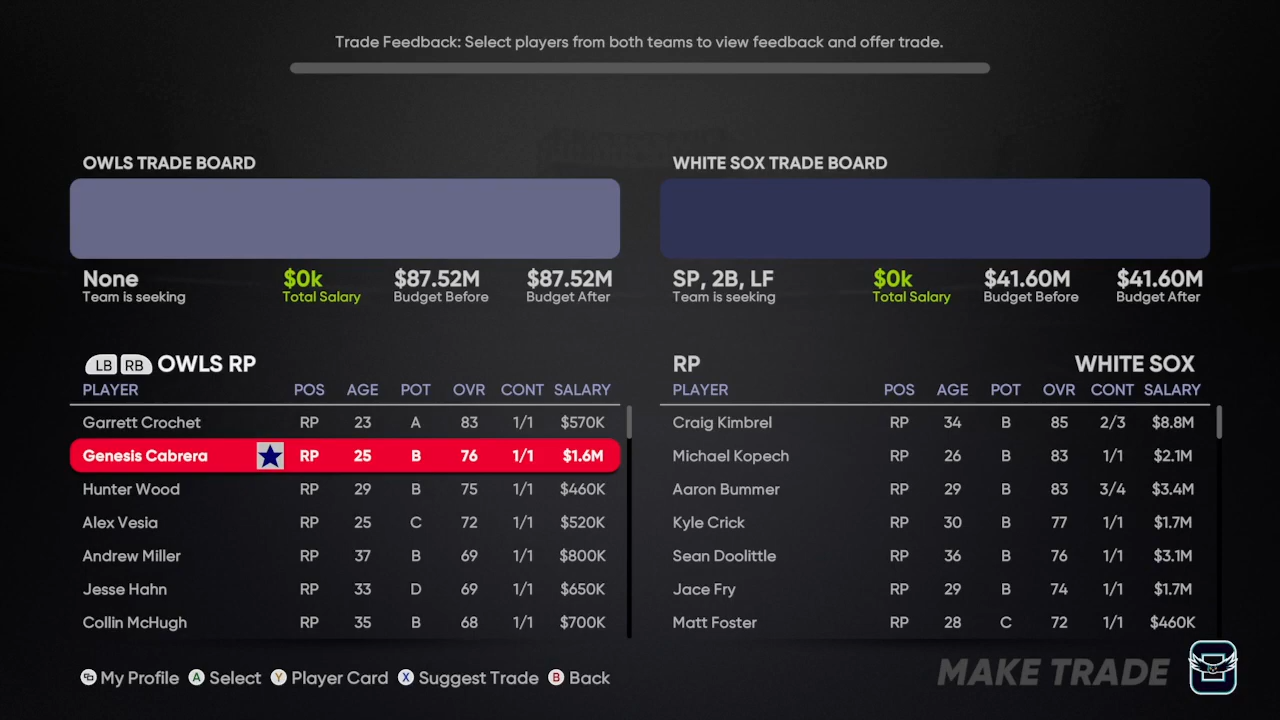 Trade Feedback: Select players from both teams to view feedback and offer trade.
OWLS TRADE BOARD
None $0k $87.52M $87.52M
Team is seeking Total Salary Budget Before Budget After
WHITE SOX TRADE BOARD
SP, 2B, LF $0k $41.60M $41.60M
Team is seeking Total Salary Budget Before Budget After
LB RB OWLS RP
PLAYER POS AGE POT OVR CONT SALARY
Garrett Crochet RP 23 A 83 1/1 $570K
Genesis Cabrera RP 25 B 76 1/1 $1.6M
Hunter Wood RP 29 B 75 1/1 $460K
Alex Vesia RP 25 C 72 1/1 $520K
Andrew Miller RP 37 B 69 1/1 $800K
Jesse Hahn RP 33 D 69 1/1 $650K
Collin McHugh RP 35 B 68 1/1 $700K
RP WHITE SOX
PLAYER POS AGE POT OVR CONT SALARY
Craig Kimbrel RP 34 B 85 2/3 $8.8M
Michael Kopech RP 26 B 83 1/1 $2.1M
Aaron Bummer RP 29 B 83 3/4 $3.4M
Kyle Crick RP 30 B 77 1/1 $1.7M
Sean Doolittle RP 36 B 76 1/1 $3.1M
Jace Fry RP 29 B 74 1/1 $1.7M
Matt Foster RP 28 C 72 1/1 $460K
My Profile A Select Y Player Card X Suggest Trade B Back
MAKE TRADE